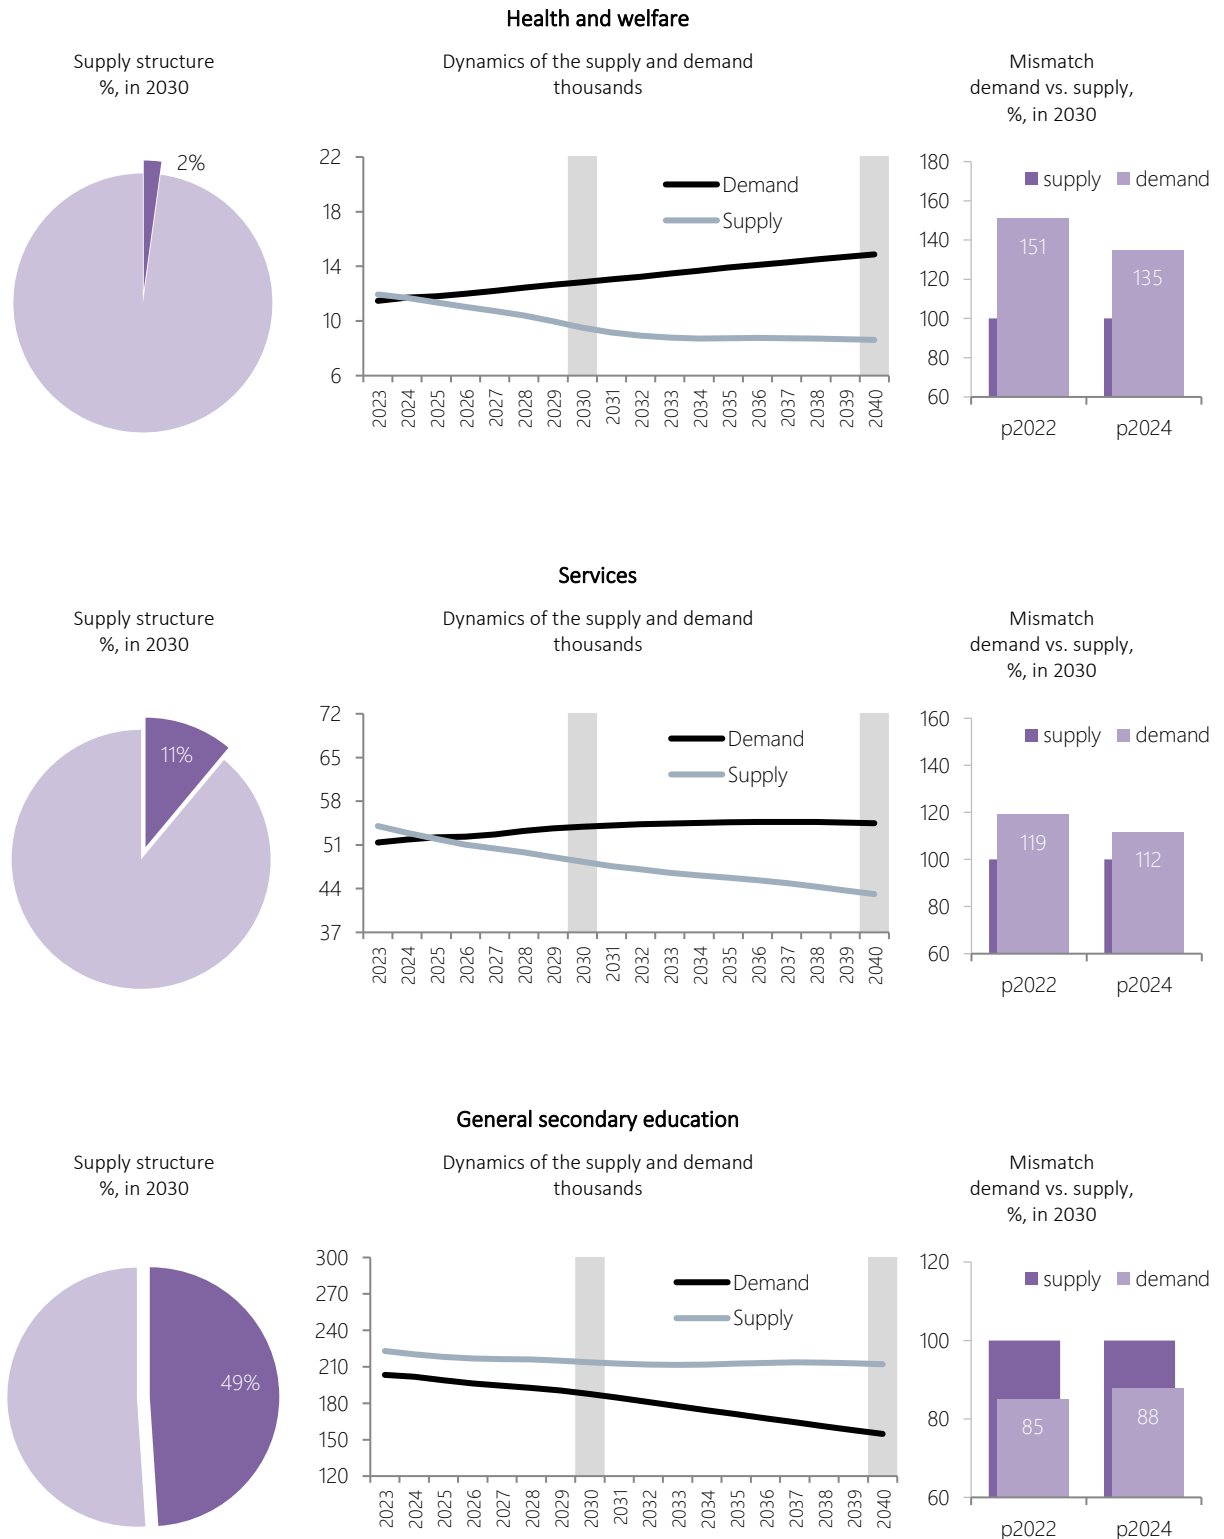 Health and welfare
Supply structure
%, in 2030
Dynamics of the supply and demand
thousands
Mismatch
demand vs. supply,
%, in 2030
2%
22
18
14
10
6
Demand
Supply
2023 2024 2025 2026 2027 2028 2029 2030 2031 2032 2033 2034 2035 2036 2037 2038 2039 2040
180
160
140
120
100
80
60
supply demand
151
135
p2022 p2024
Services
Supply structure
%, in 2030
Dynamics of the supply and demand
thousands
Mismatch
demand vs. supply,
%, in 2030
11%
72
65
58
51
44
37
Demand
Supply
2023 2024 2025 2026 2027 2028 2029 2030 2031 2032 2033 2034 2035 2036 2037 2038 2039 2040
160
140
120
100
80
60
supply demand
119
112
p2022 p2024
General secondary education
Supply structure
%, in 2030
Dynamics of the supply and demand
thousands
Mismatch
demand vs. supply,
%, in 2030
49%
300
270
240
210
180
150
120
Demand
Supply
2023 2024 2025 2026 2027 2028 2029 2030 2031 2032 2033 2034 2035 2036 2037 2038 2039 2040
120
100
80
60
supply demand
85
88
p2022 p2024